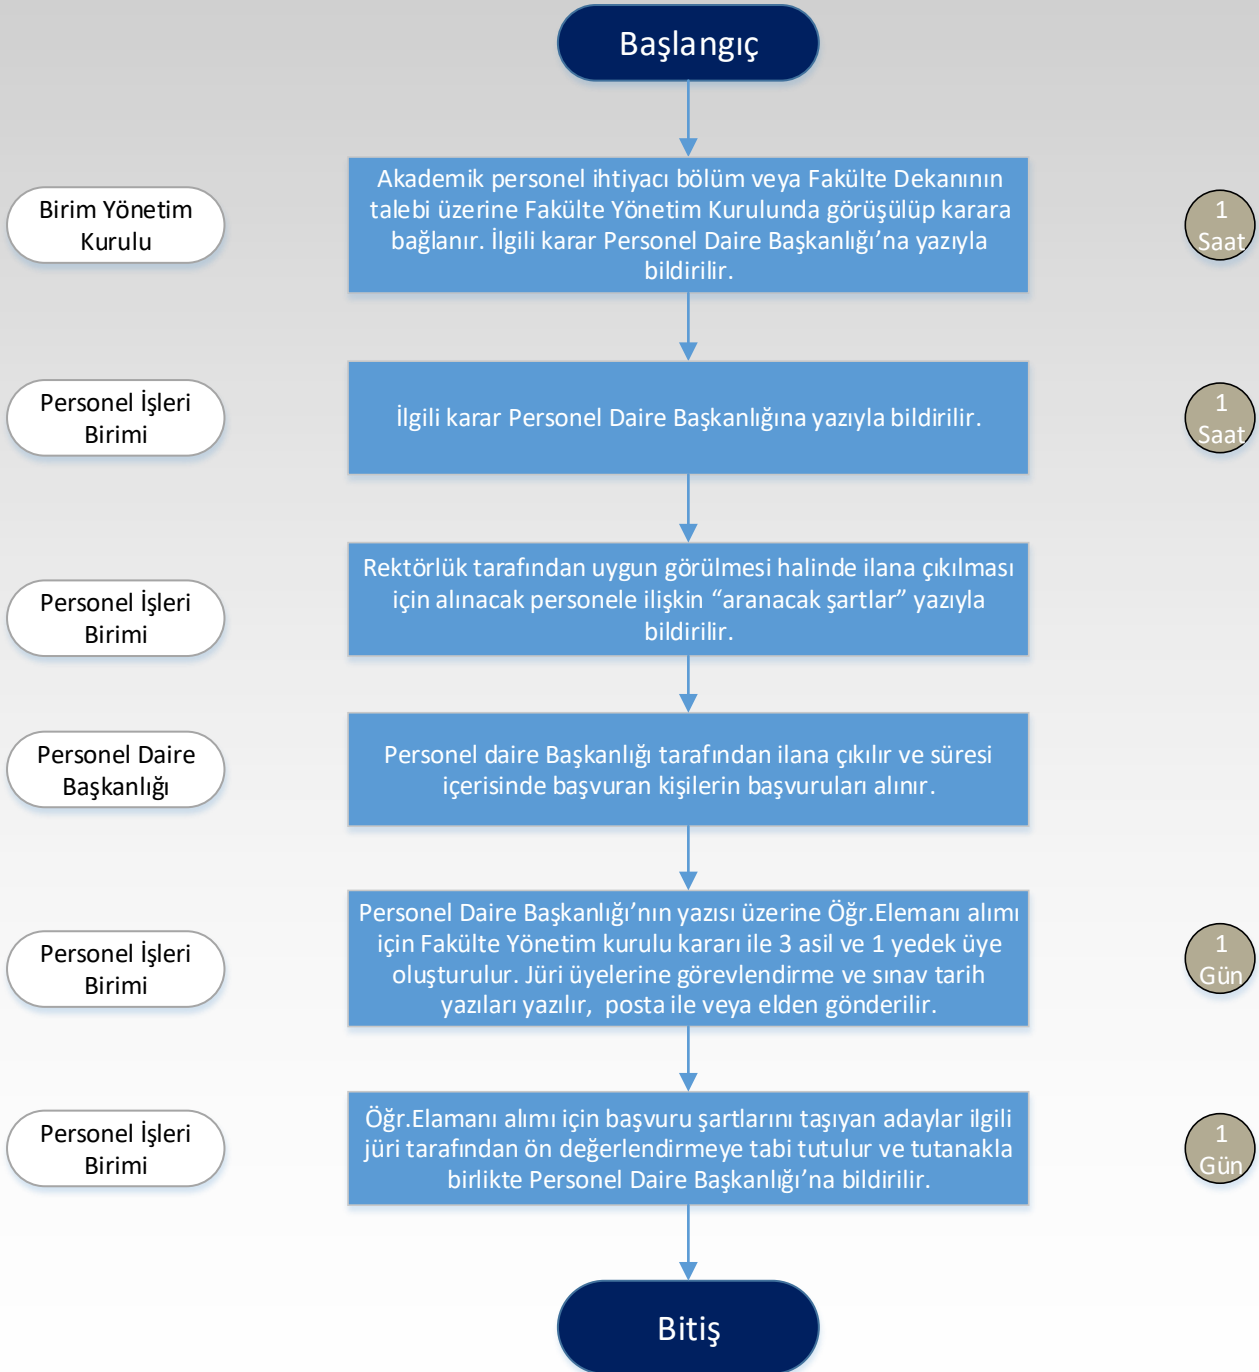 Başlangıç
Birim Yönetim
Kurulu
Akademik personel ihtiyacı bölüm veya Fakülte Dekanının
talebi üzerine Fakülte Yönetim Kurulunda görüşülüp karara
bağlanır. İlgili karar Personel Daire Başkanlığı’na yazıyla
bildirilir.
1
Saat
Personel İşleri
Birimi
İlgili karar Personel Daire Başkanlığına yazıyla bildirilir.
1
Saat
Personel İşleri
Birimi
Rektörlük tarafından uygun görülmesi halinde ilana çıkılması
için alınacak personele ilişkin “aranacak şartlar” yazıyla
bildirilir.
Personel Daire
Başkanlığı
Personel daire Başkanlığı tarafından ilana çıkılır ve süresi
içerisinde başvuran kişilerin başvuruları alınır.
Personel İşleri
Birimi
Personel Daire Başkanlığı’nın yazısı üzerine Öğr.Elemanı alımı
için Fakülte Yönetim kurulu kararı ile 3 asil ve 1 yedek üye
oluşturulur. Jüri üyelerine görevlendirme ve sınav tarih
yazıları yazılır, posta ile veya elden gönderilir.
1
Gün
Personel İşleri
Birimi
Öğr.Elamanı alımı için başvuru şartlarını taşıyan adaylar ilgili
jüri tarafından ön değerlendirmeye tabi tutulur ve tutanakla
birlikte Personel Daire Başkanlığı’na bildirilir.
1
Gün
Bitiş